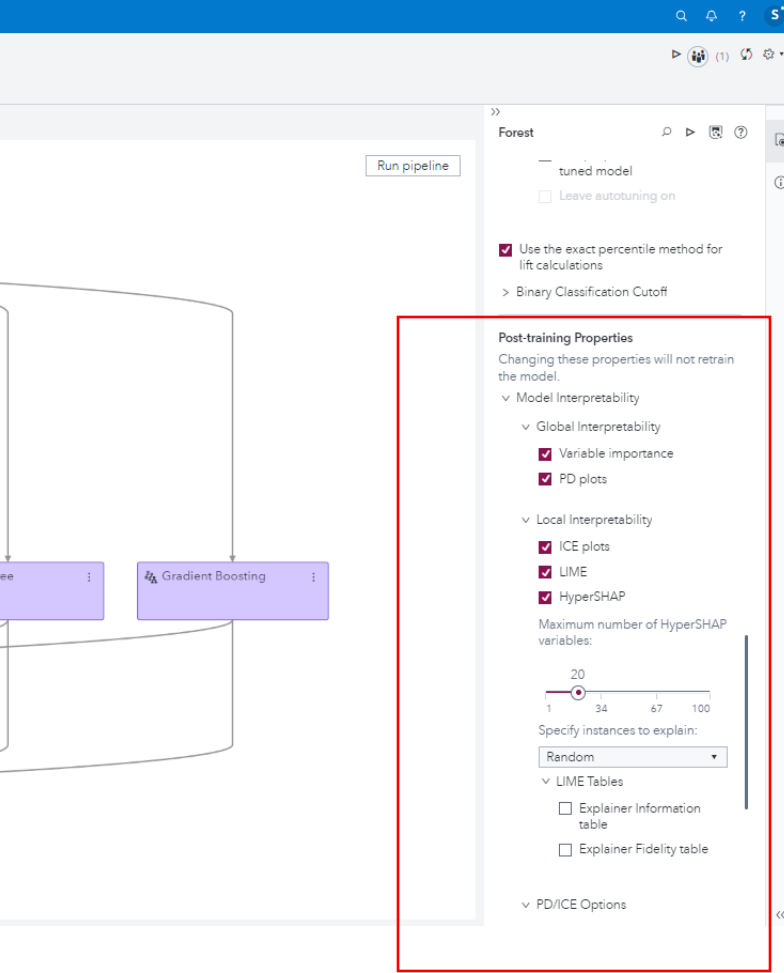 ?
S
(1)
Run pipeline
Forest
tuned model
Leave autotuning on
Use the exact percentile method for
lift calculations
Binary Classification Cutoff
Post-training Properties
Changing these properties will not retrain
the model.
Model Interpretability
Global Interpretability
Variable importance
PD plots
Local Interpretability
ICE plots
LIME
HyperSHAP
Maximum number of HyperSHAP
variables:
20
1 34 67 100
Specify instances to explain:
Random
LIME Tables
Explainer Information
table
Explainer Fidelity table
PD/ICE Options
ee
Gradient Boosting